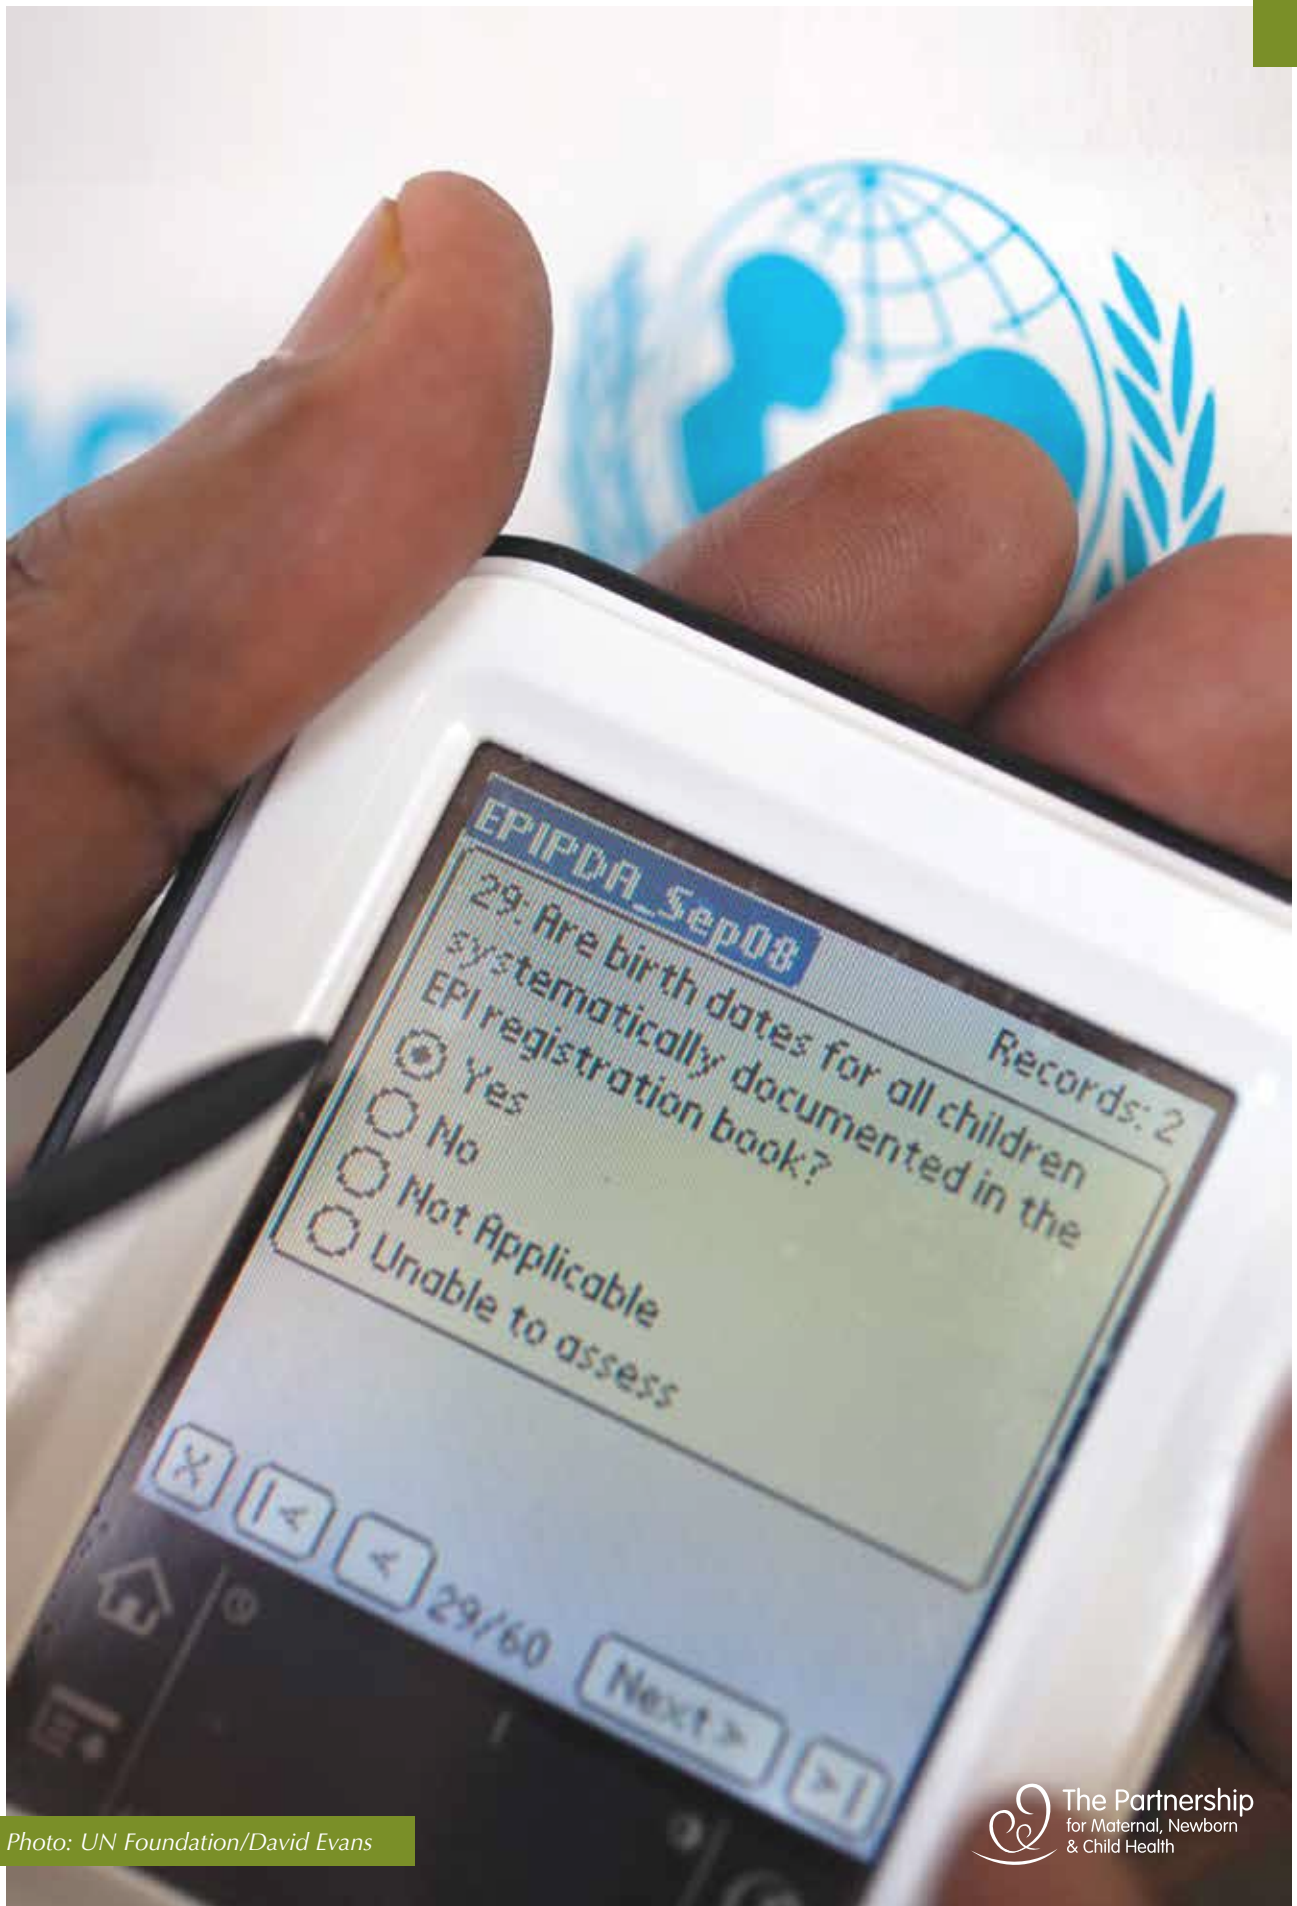 EPIPDA_Sep08
Records: 2
29: Are birth dates for all children
systematically documented in the
EPI registration book?
Yes
No
Not Applicable
Unable to assess
X
29/60
Next >
Photo: UN Foundation/David Evans
The Partnership
for Maternal, Newborn
& Child Health